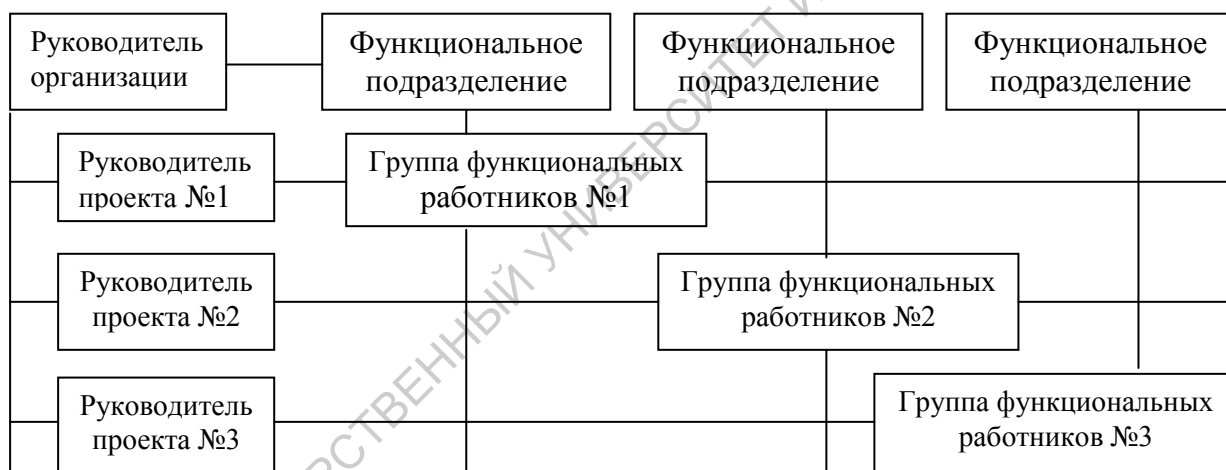 Руководитель
организации
Функциональное
подразделение
Функциональное
подразделение
Функциональное
подразделение
Руководитель
проекта №1
Группа функциональных
работников №1
Руководитель
проекта №2
Группа функциональных
работников №2
Руководитель
проекта №3
Группа функциональных
работников №3
УНИВЕРСИТЕТ